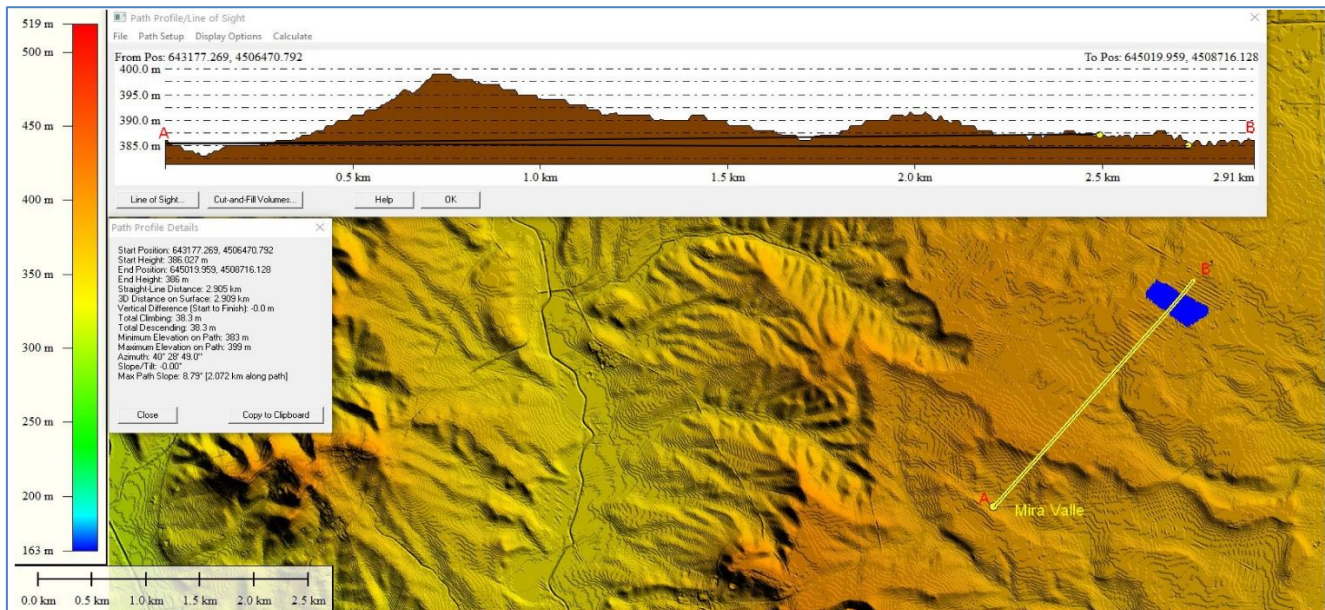 519 m
500 m
450 m
400 m
350 m
300 m
250 m
200 m
163 m
0.0 km 0.5 km 1.0 km 1.5 km 2.0 km 2.5 km
Path Profile/Line of Sight
File Path Setup Display Options Calculate
From Pos: 643177.269, 4506470.792 To Pos: 645019.959, 4508716.128
400.0 m
395.0 m
390.0 m
A B
385.0 m
0.5 km 1.0 km 1.5 km 2.0 km 2.5 km 2.91 km
Line of Sight... Cut-and-Fill Volumes... Help OK
Path Profile Details
Start Position: 643177.269, 4506470.792
Start Height: 386.027 m
End Position: 645019.959, 4508716.128
End Height: 386 m
Straight-Line Distance: 2.905 km
3D Distance on Surface: 2.909 km
Vertical Difference (Start to Finish): -0.0 m
Total Climbing: 38.3 m
Total Descending: 38.3 m
Minimum Elevation on Path: 383 m
Maximum Elevation on Path: 399 m
Azimuth: 40° 28' 49.0"
Slope/Tilt: -0.00°
Max Path Slope: 8.79° [2.072 km along path]
Close Copy to Clipboard
B
A
Mira Valle